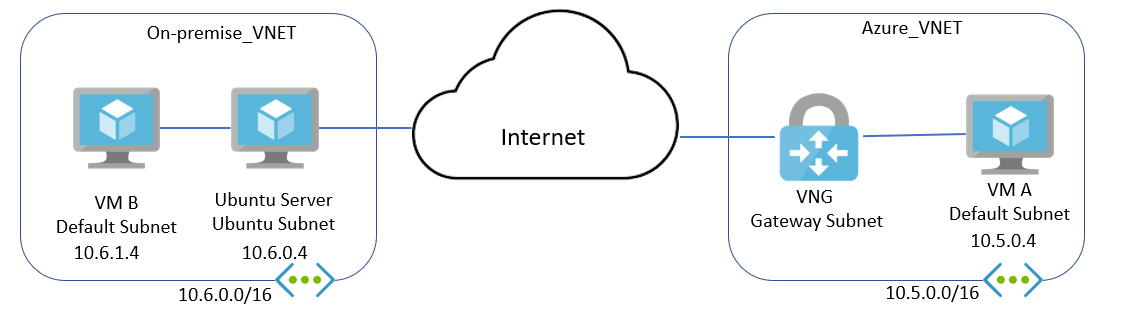 On-premise_VNET
VM B
Default Subnet
10.6.1.4
Ubuntu Server
Ubuntu Subnet
10.6.0.4
10.6.0.0/16
Internet
Azure_VNET
VNG
Gateway Subnet
VM A
Default Subnet
10.5.0.4
10.5.0.0/16